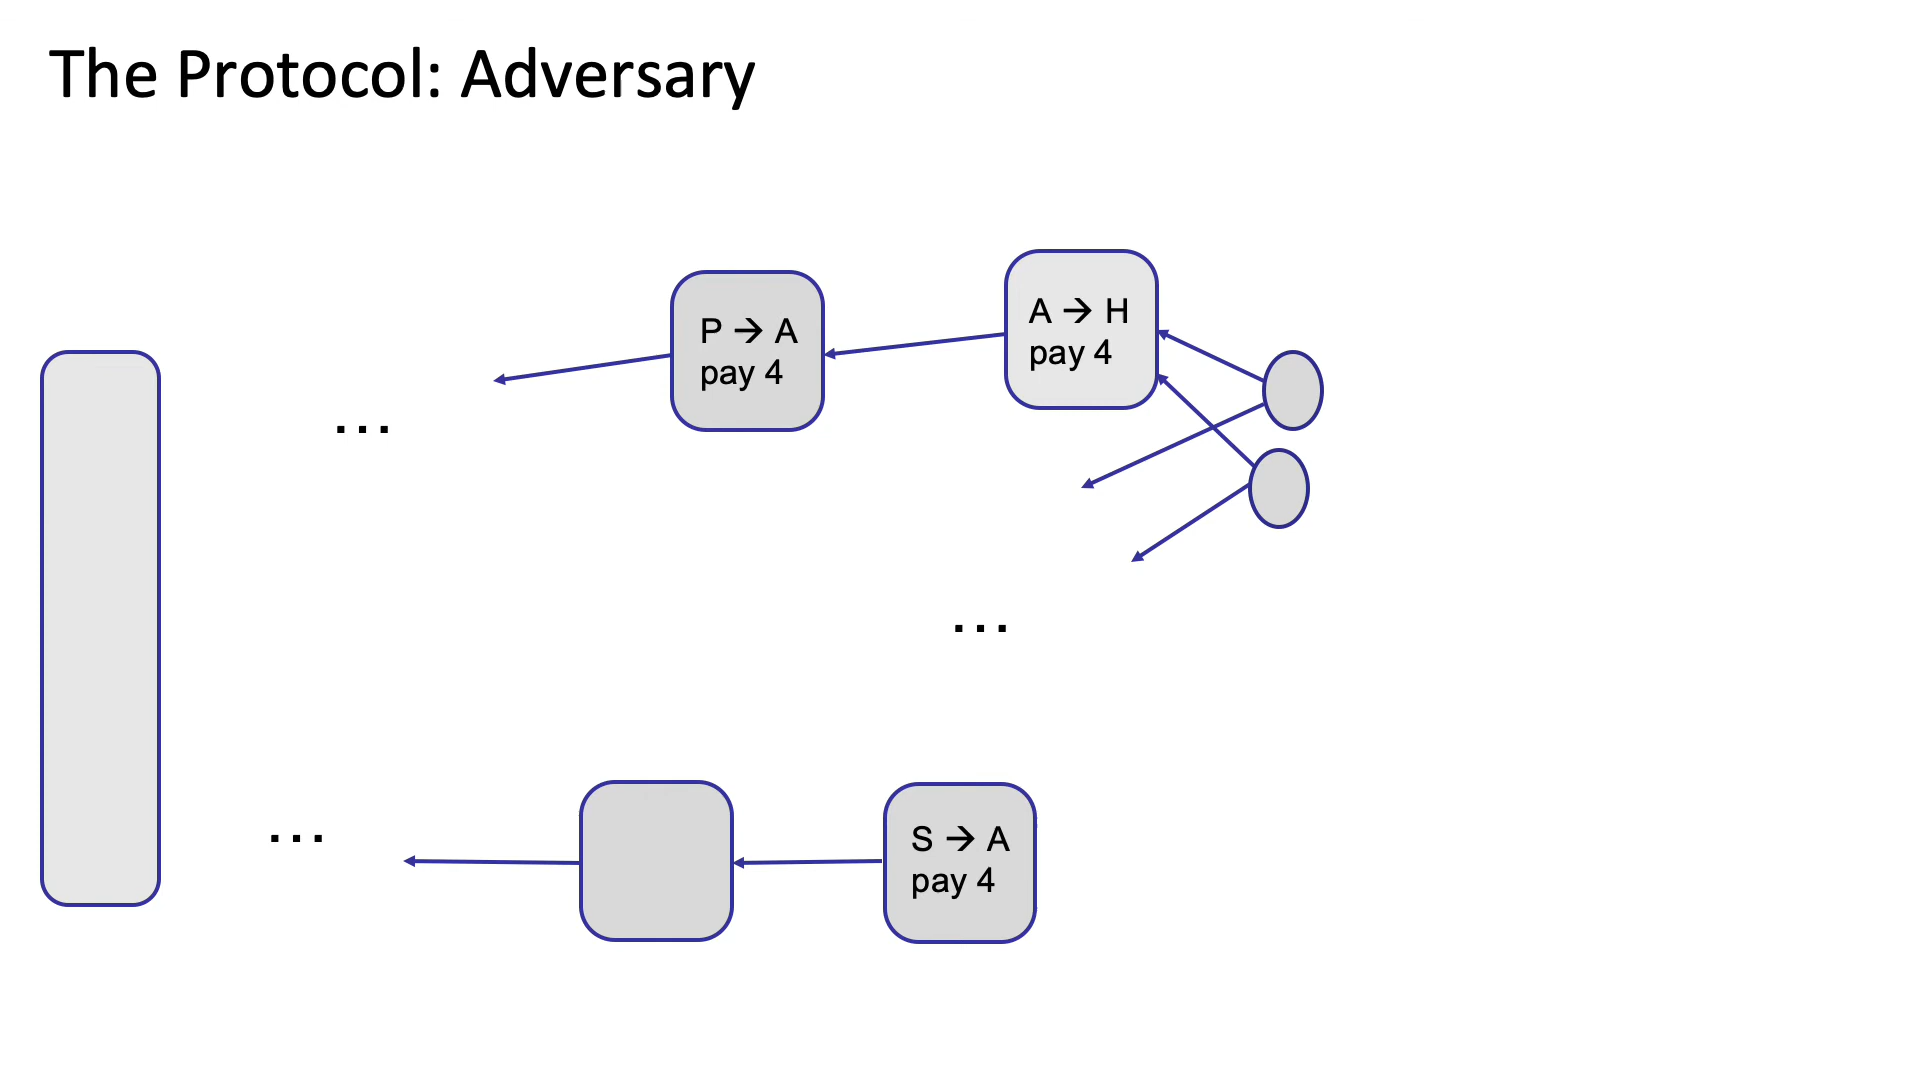 The Protocol: Adversary
P → A
pay 4
A → H
pay 4
...
...
...
S → A
pay 4